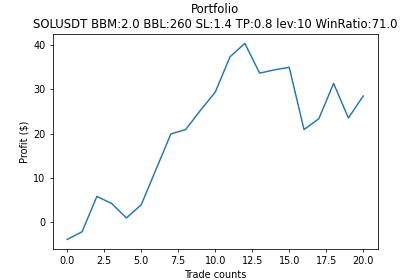 Portfolio
SOLUSDT BBM:2.0 BBL:260 SL:1.4 TP:0.8 lev:10 WinRatio:71.0
40
30
20
10
0
Profit ($)
0.0 2.5 5.0 7.5 10.0 12.5 15.0 17.5 20.0
Trade counts